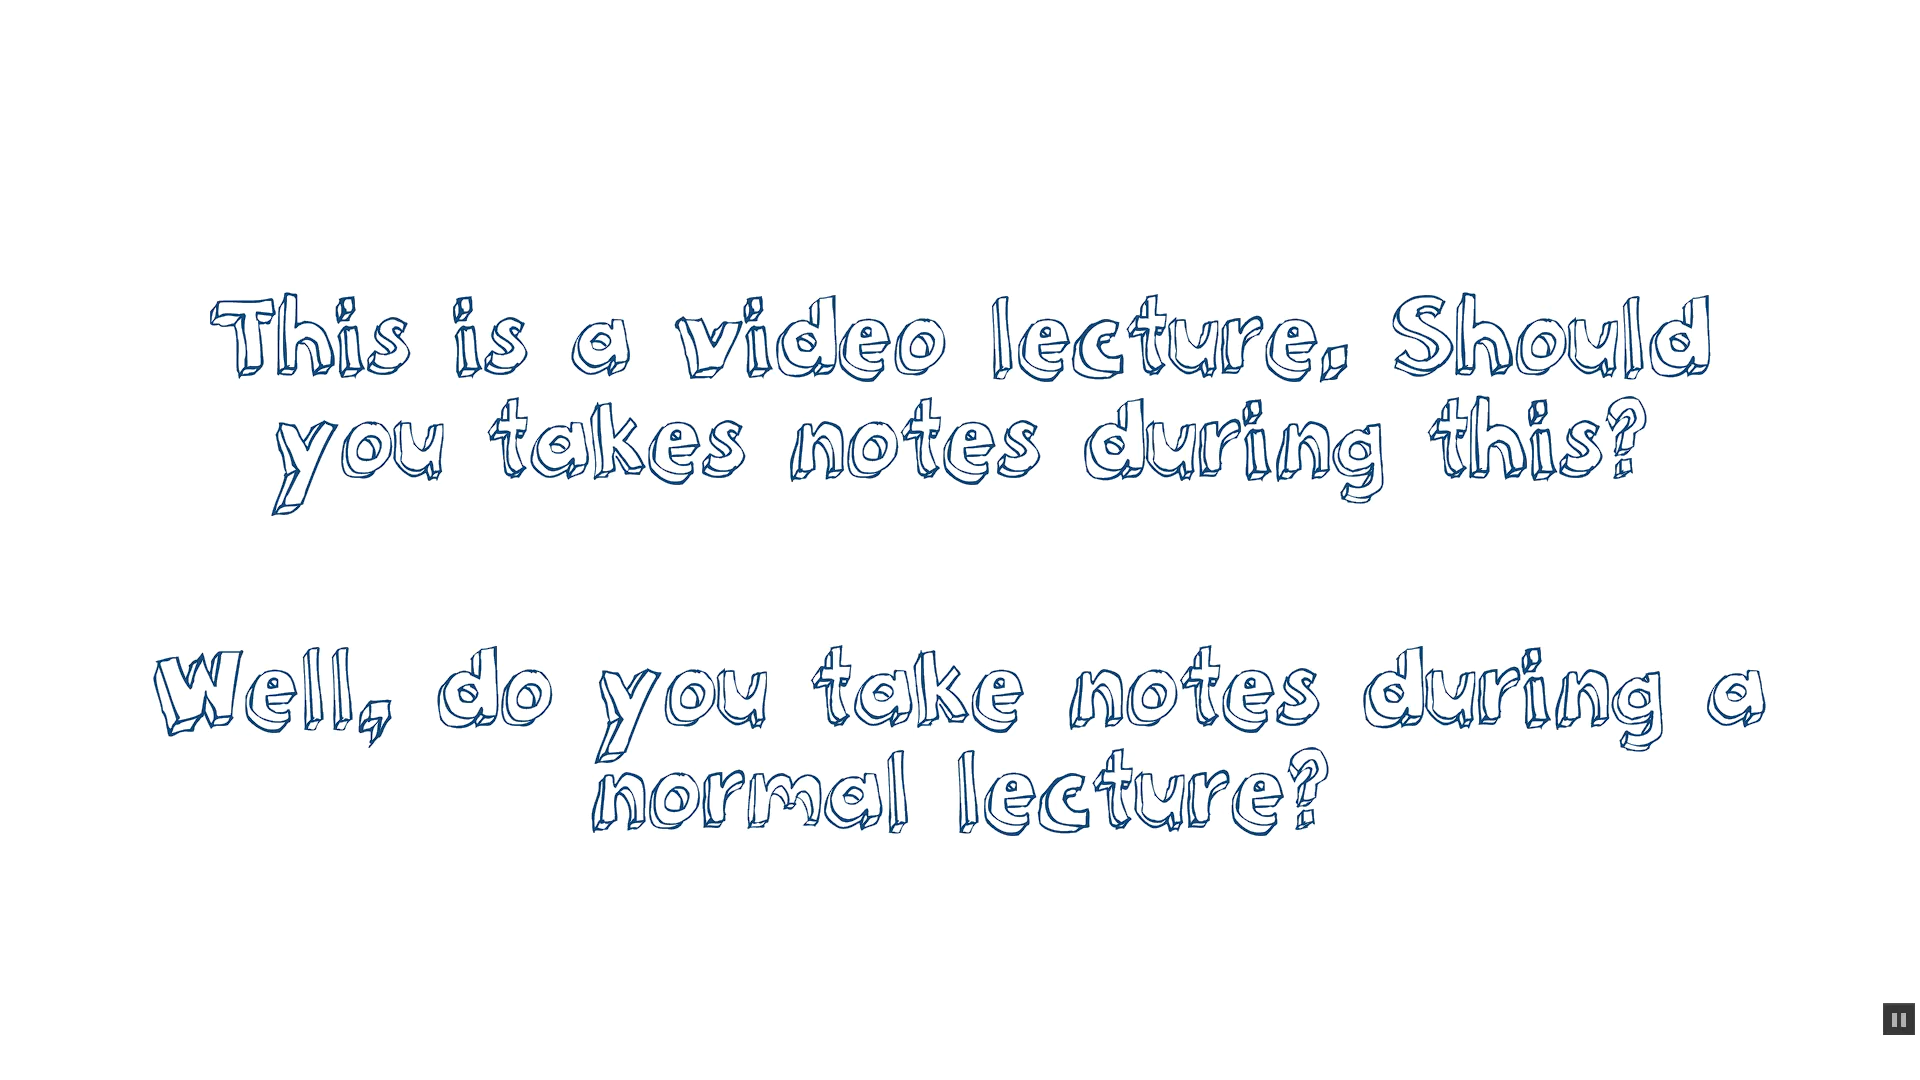 This is a video lecture. Should
you takes notes during this?
Well, do you take notes during a
normal lecture?